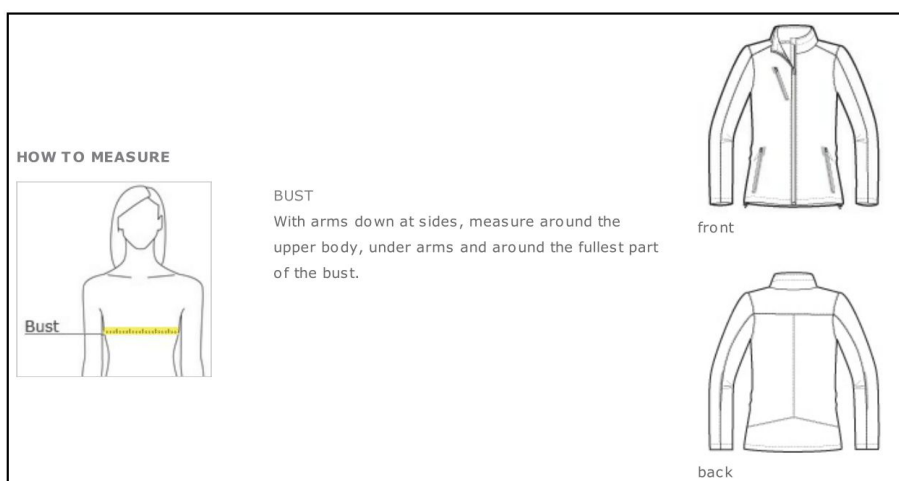 HOW TO MEASURE
Bust
BUST
With arms down at sides, measure around the
upper body, under arms and around the fullest part
of the bust.
front
back